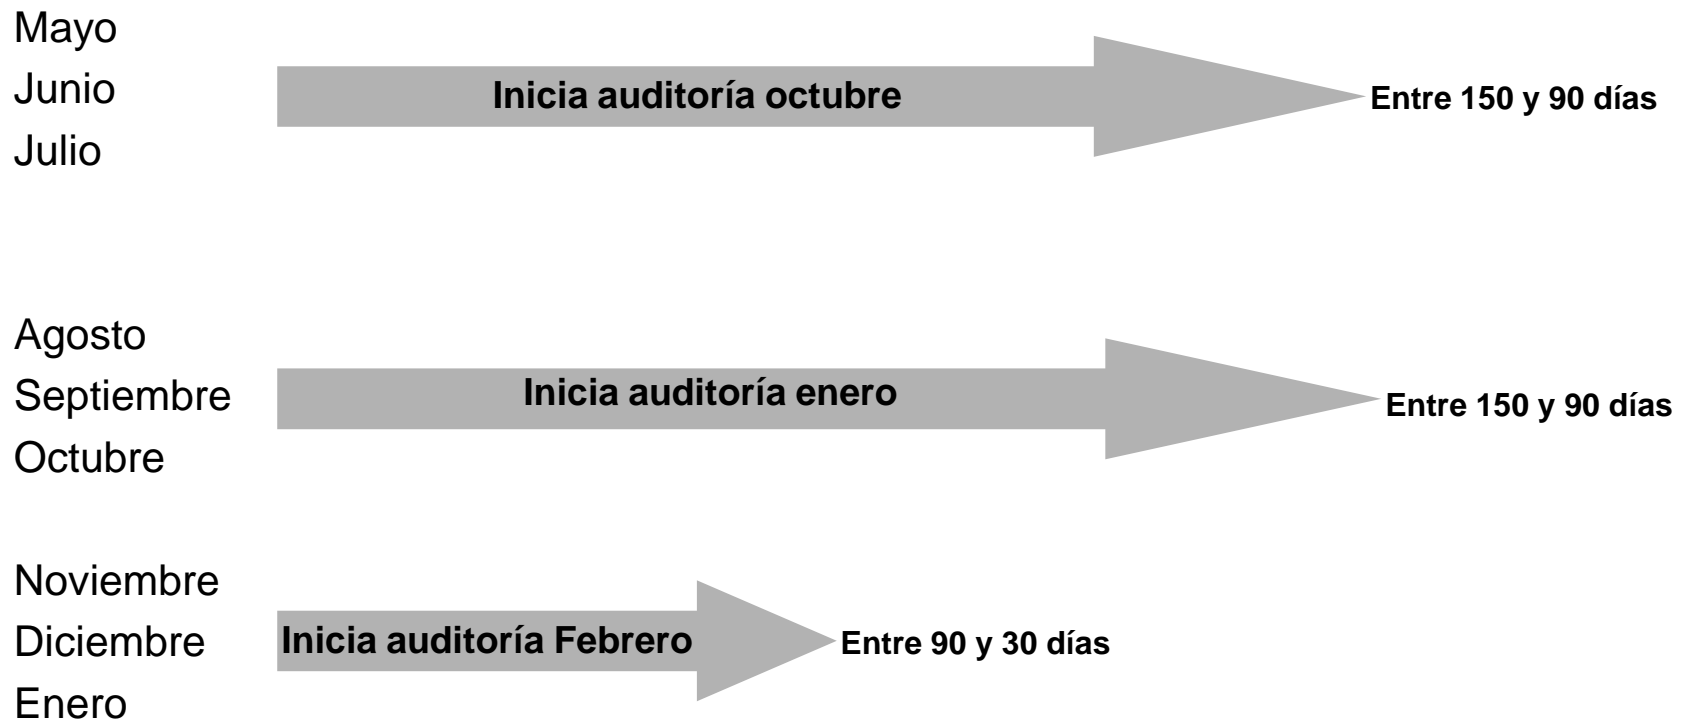 Mayo
Junio
Julio
Inicia auditoría octubre
Entre 150 y 90 días
Agosto
Septiembre
Octubre
Inicia auditoría enero
Entre 150 y 90 días
Noviembre
Diciembre
Enero
Inicia auditoría Febrero
Entre 90 y 30 días